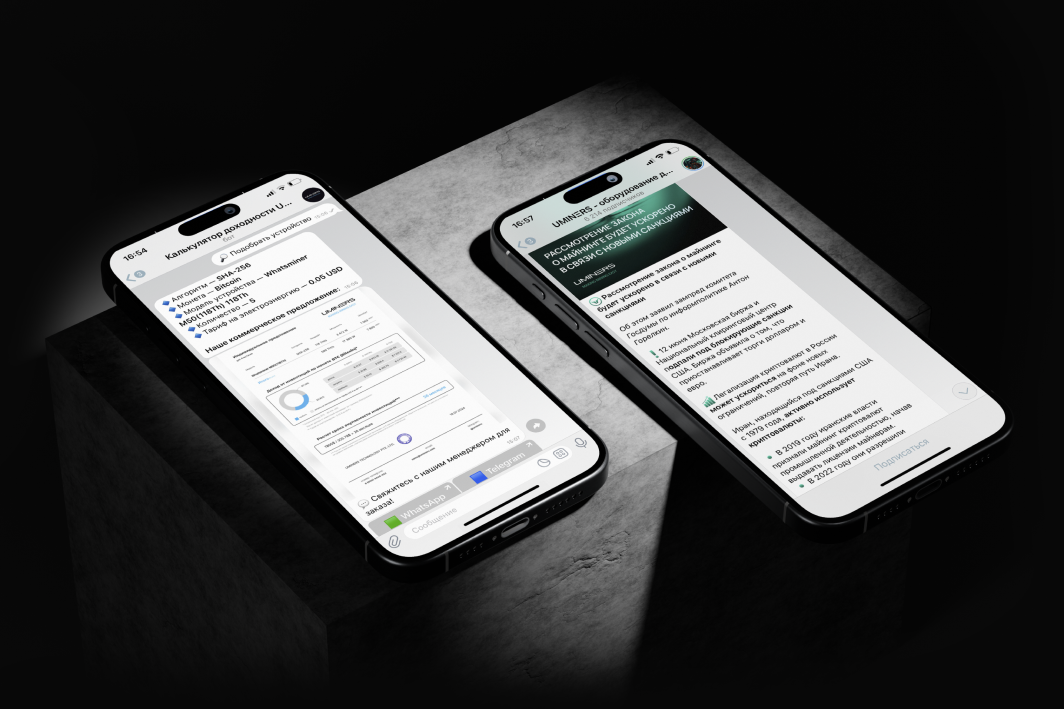 16:54
Калькулятор доходности U...
бот
Подобрать устройство
Алгоритм — SHA-256
Монета — Bitcoin
Модель устройства — Whatsminer
M50(118Th) 118Th
Количество — 5
Тариф на электроэнергию — 0.05 USD
Наше коммерческое предложение:
UMINERS
Свяжитесь с нашим менеджером для
заказа!
WhatsApp
Telegram
Сообщение
16:57
UMINERS - оборудование д...
6 214 подписчиков
РАССМОТРЕНИЕ ЗАКОНА
О МАЙНИНГЕ БУДЕТ УСКОРЕНО
В СВЯЗИ С НОВЫМИ САНКЦИЯМИ
UMINERS
Рассмотрение закона о майнинге
будет ускорено в связи с новыми
санкциями
Об этом заявил зампред комитета
Госдумы по информполитике Антон
Горелкин.
12 июня Московская биржа и
Национальный клиринговый центр
подпали под блокирующие санкции
США. Биржа объявила о том, что
приостанавливает торги долларом и
евро.
Легализация криптовалют в России
может ускориться на фоне новых
ограничений, повторяя путь Ирана.
Иран, находящийся под санкциями США
с 1979 года, активно использует
криптовалюты:
В 2019 году иранские власти
признали майнинг криптовалют
промышленной деятельностью, начав
выдавать лицензии майнерам.
В 2022 году они разрешили
Подписаться